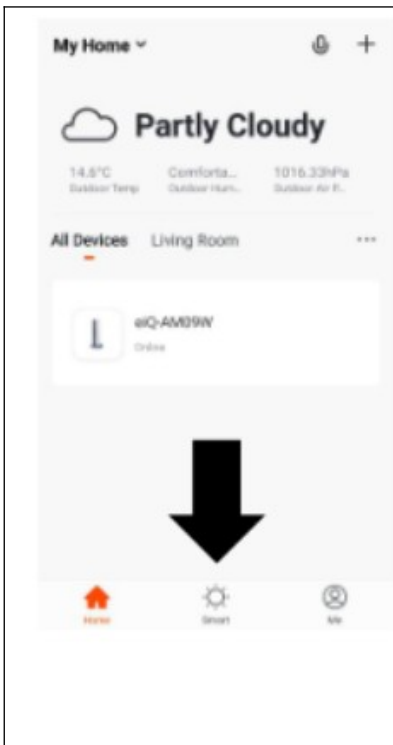 My Home
Partly Cloudy
14.6°C Comforta... 1016.33hPa
Outdoor Temp Outdoor Hum... Outdoor Air P...
All Devices Living Room ...
eiQ-AM09W
Online
Home Smart Me